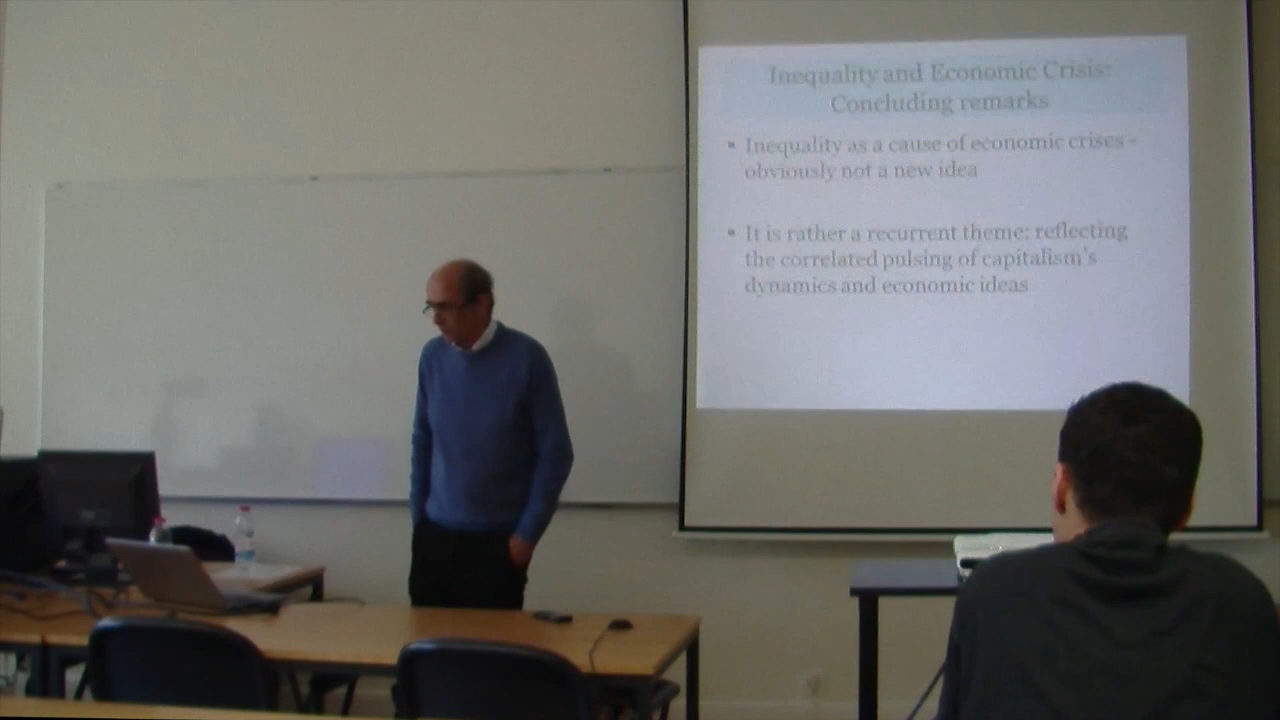 Inequality and Economic Crisis:
Concluding remarks
• Inequality as a cause of economic crises -
obviously not a new idea
• It is rather a recurrent theme: reflecting
the correlated pulsing of capitalism's
dynamics and economic ideas